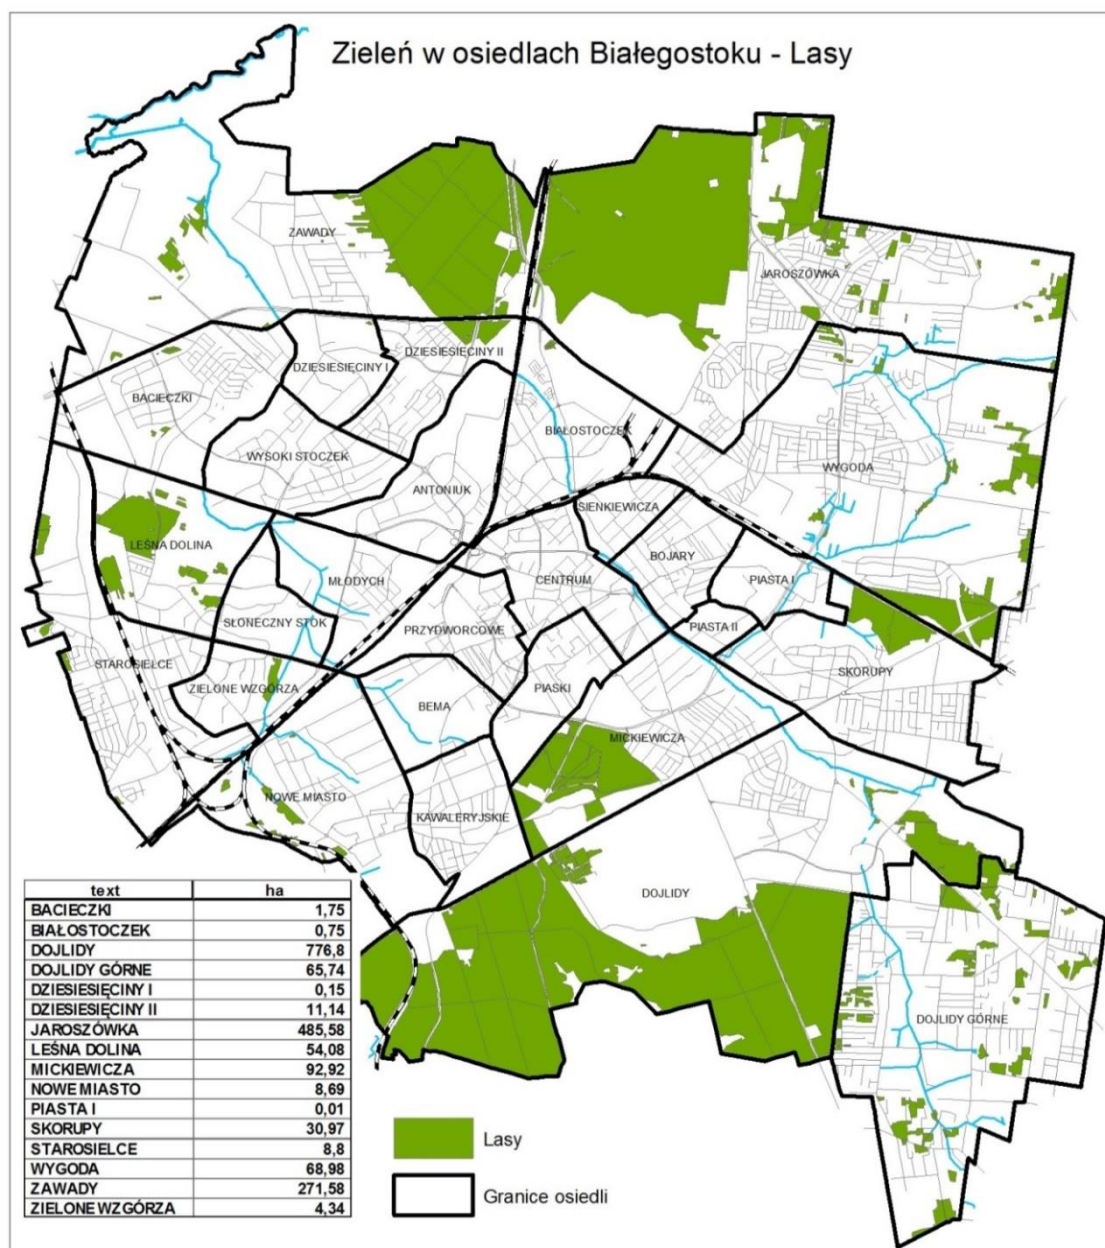 Zieleń w osiedlach Białegostoku - Lasy
ZAWADY
JAROSZÓWKA
DZIESIESIĘCINY II
DZIESIESIĘCINY I
BACIECZKI
BIAŁOSTOCZEK
WYSOKI STOCZEK
WYGODA
ANTONIUK
SIENKIEWICZA
LEŚNA DOLINA
BOJARY
MŁODYCH
CENTRUM
PIASTA I
SŁONECZNY STOK
PRZYDWORCOWE
PIASTA II
STAROSIELCE
SKORUPY
ZIELONE WZGÓRZA
PIASKI
BEMA
MICKIEWICZA
NOWE MIASTO
KAWALERYJSKIE
DOJLIDY
DOJLIDY GÓRNE
text ha
BACIECZKI 1,75
BIAŁOSTOCZEK 0,75
DOJLIDY 776,8
DOJLIDY GÓRNE 65,74
DZIESIESIĘCINY I 0,15
DZIESIESIĘCINY II 11,14
JAROSZÓWKA 485,58
LEŚNA DOLINA 54,08
MICKIEWICZA 92,92
NOWE MIASTO 8,69
PIASTA I 0,01
SKORUPY 30,97
STAROSIELCE 8,8
WYGODA 68,98
ZAWADY 271,58
ZIELONE WZGÓRZA 4,34
Lasy
Granice osiedli